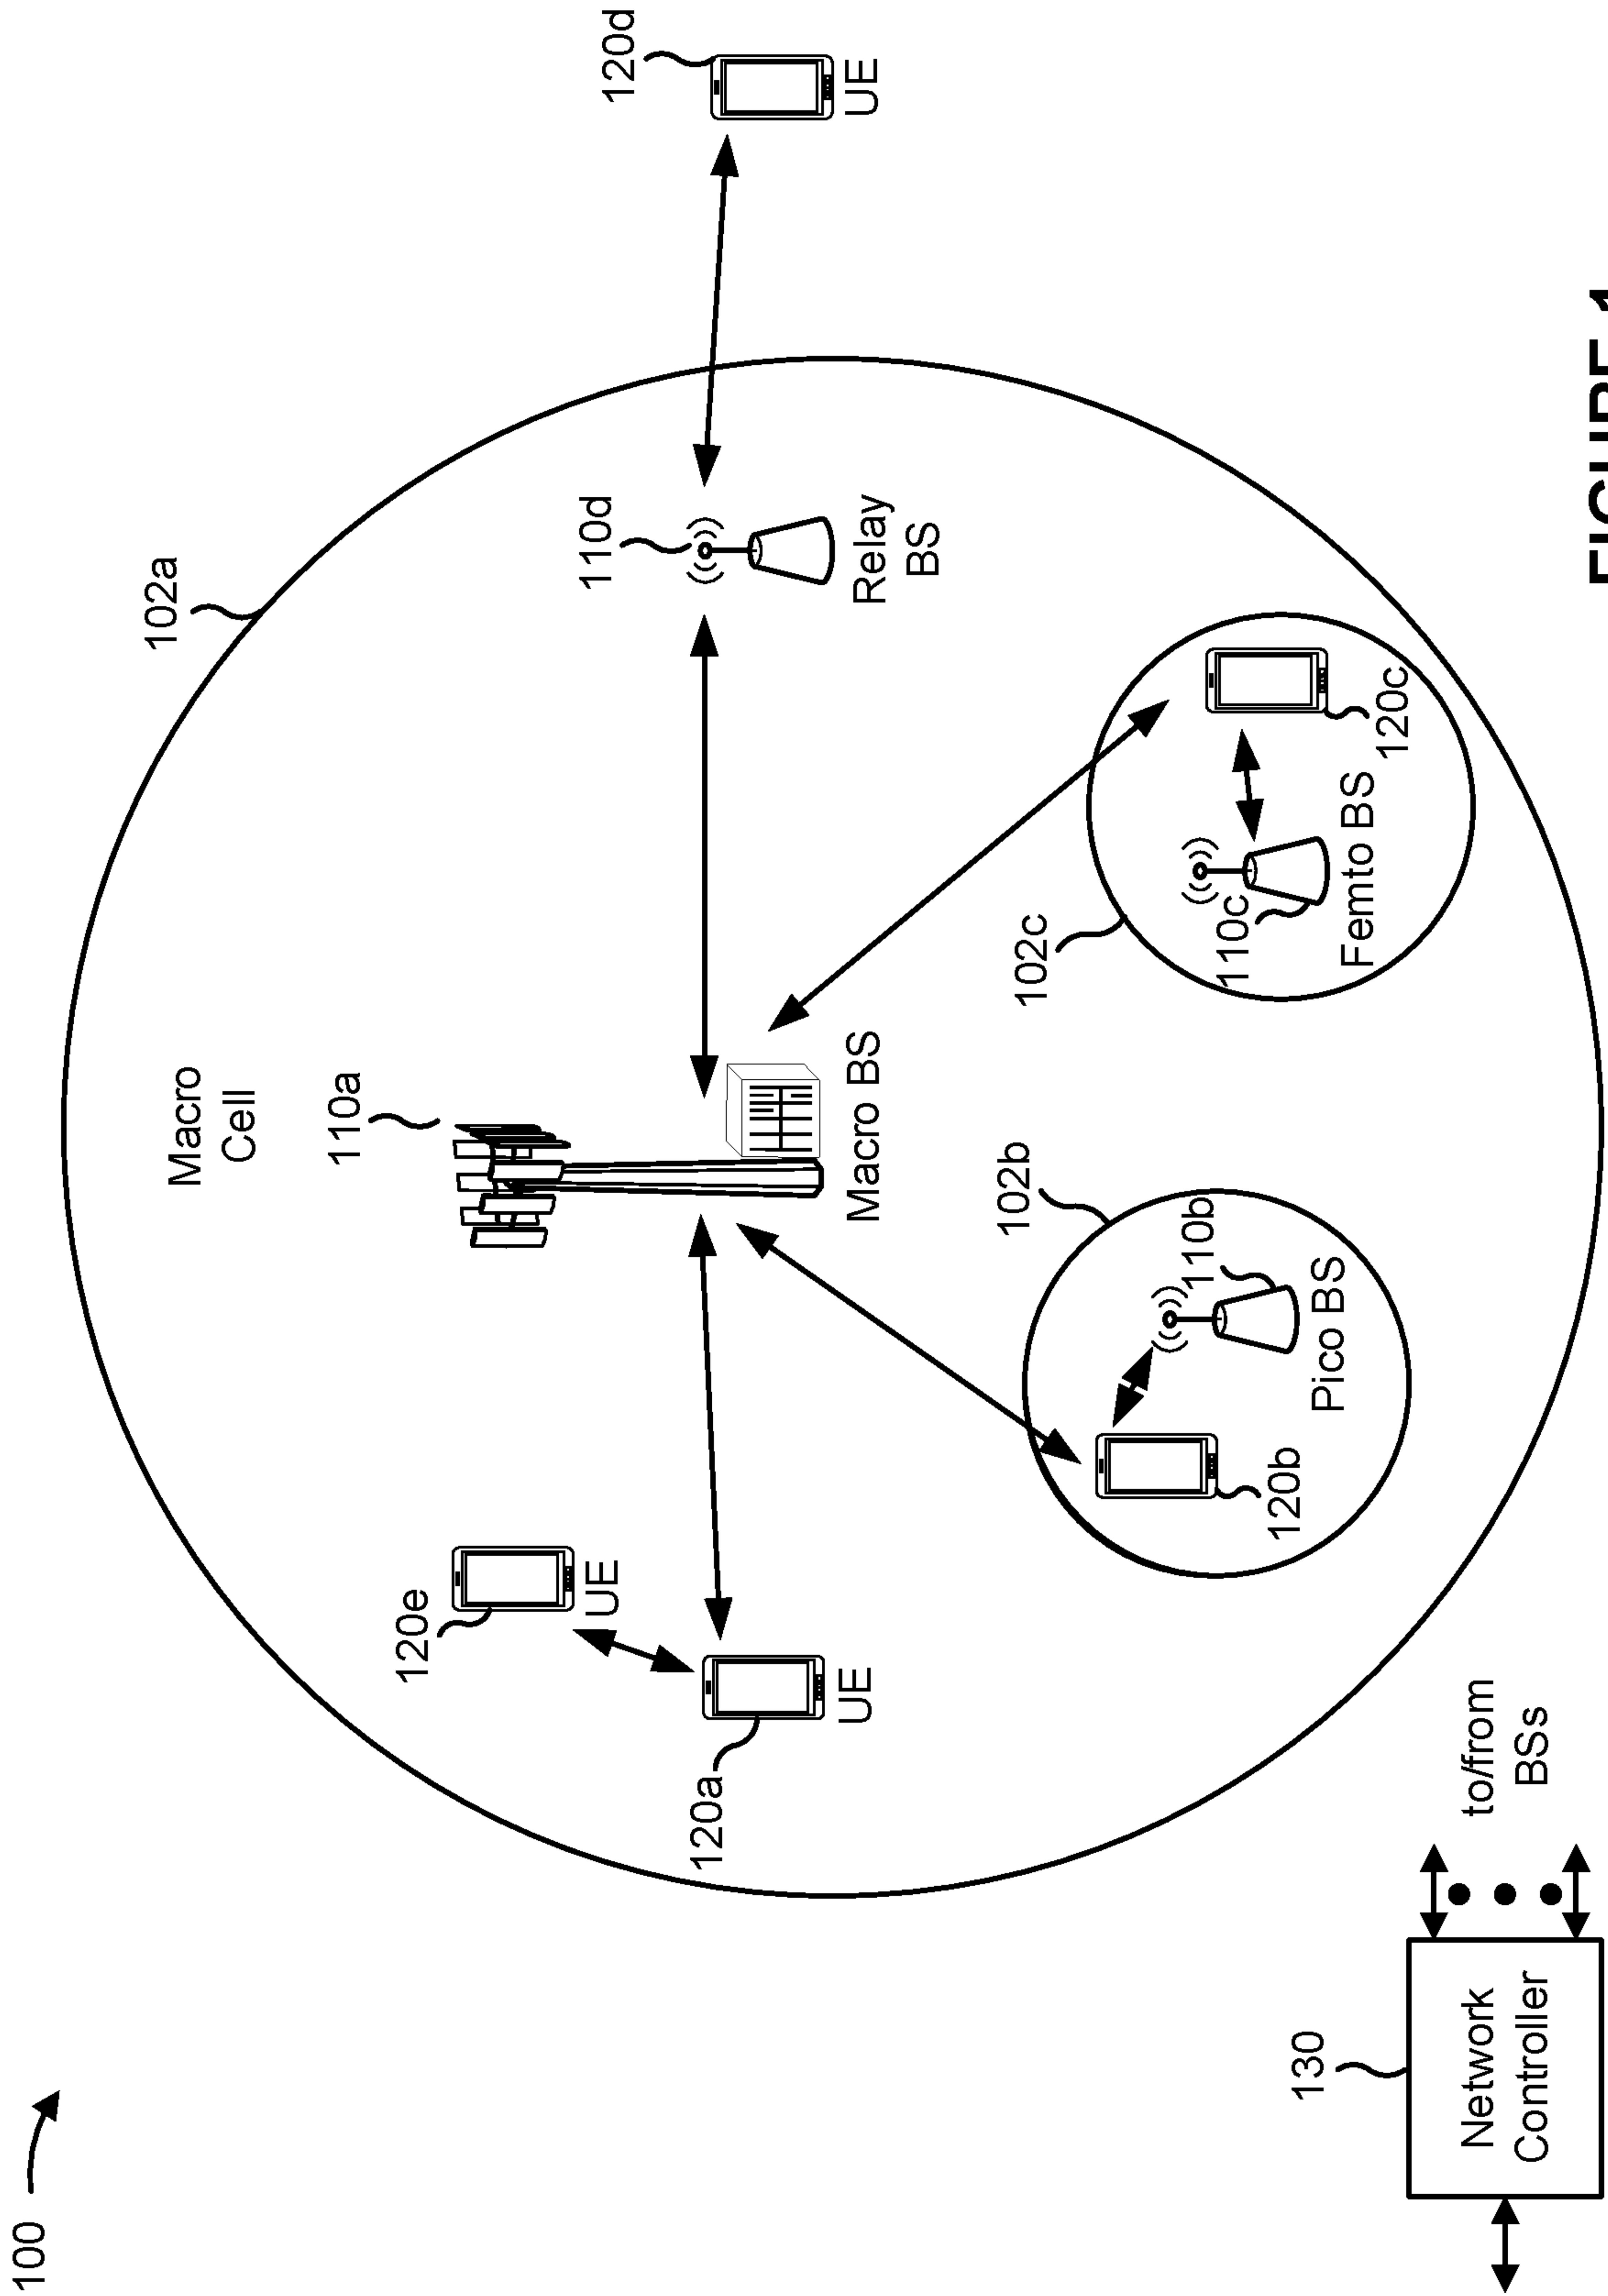 100
102a
Macro
Cell
110a
120d
UE
110d
Relay
BS
120e
UE
120a
UE
Macro BS
102b
110b
Pico BS
120b
102c
110c
Femto BS
120c
130
Network
Controller
to/from
BSs
FIGURE 1